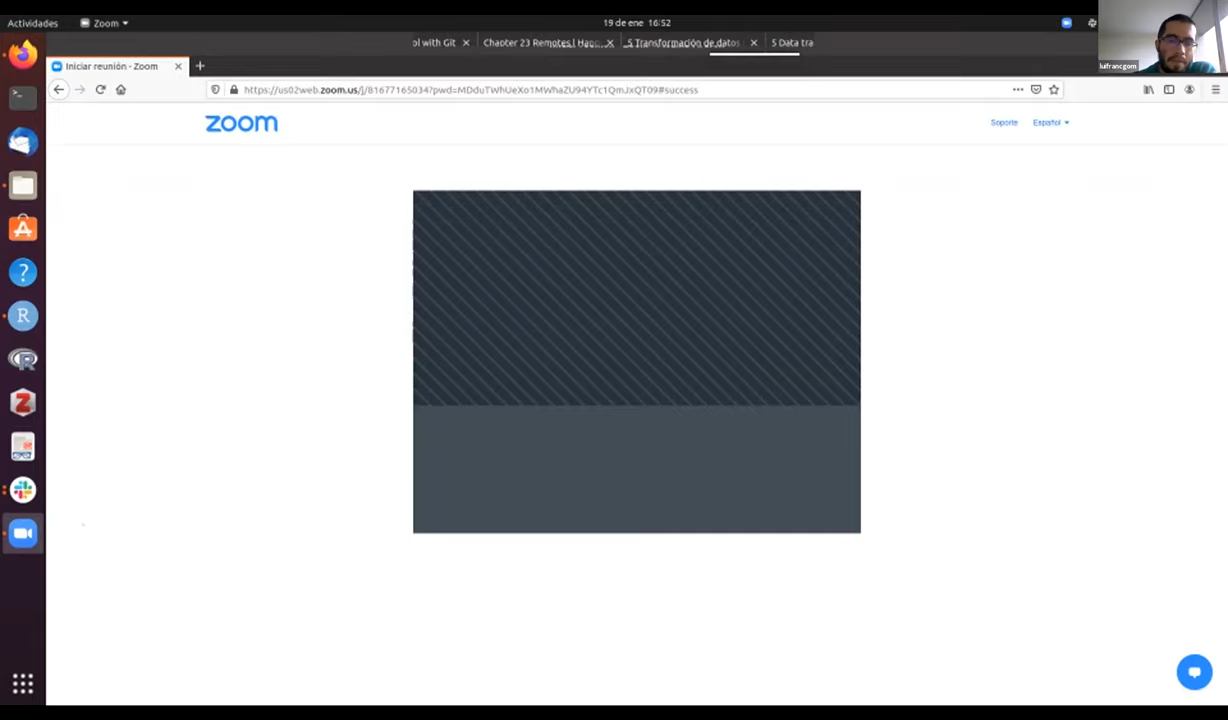 Actividades
Zoom
19 de ene 16:52
ol with Git
Chapter 23 Remotes | Happ
5 Transformación de datos
5 Data tra
luifrancgom
Iniciar reunión - Zoom
zoom
Soporte
Español